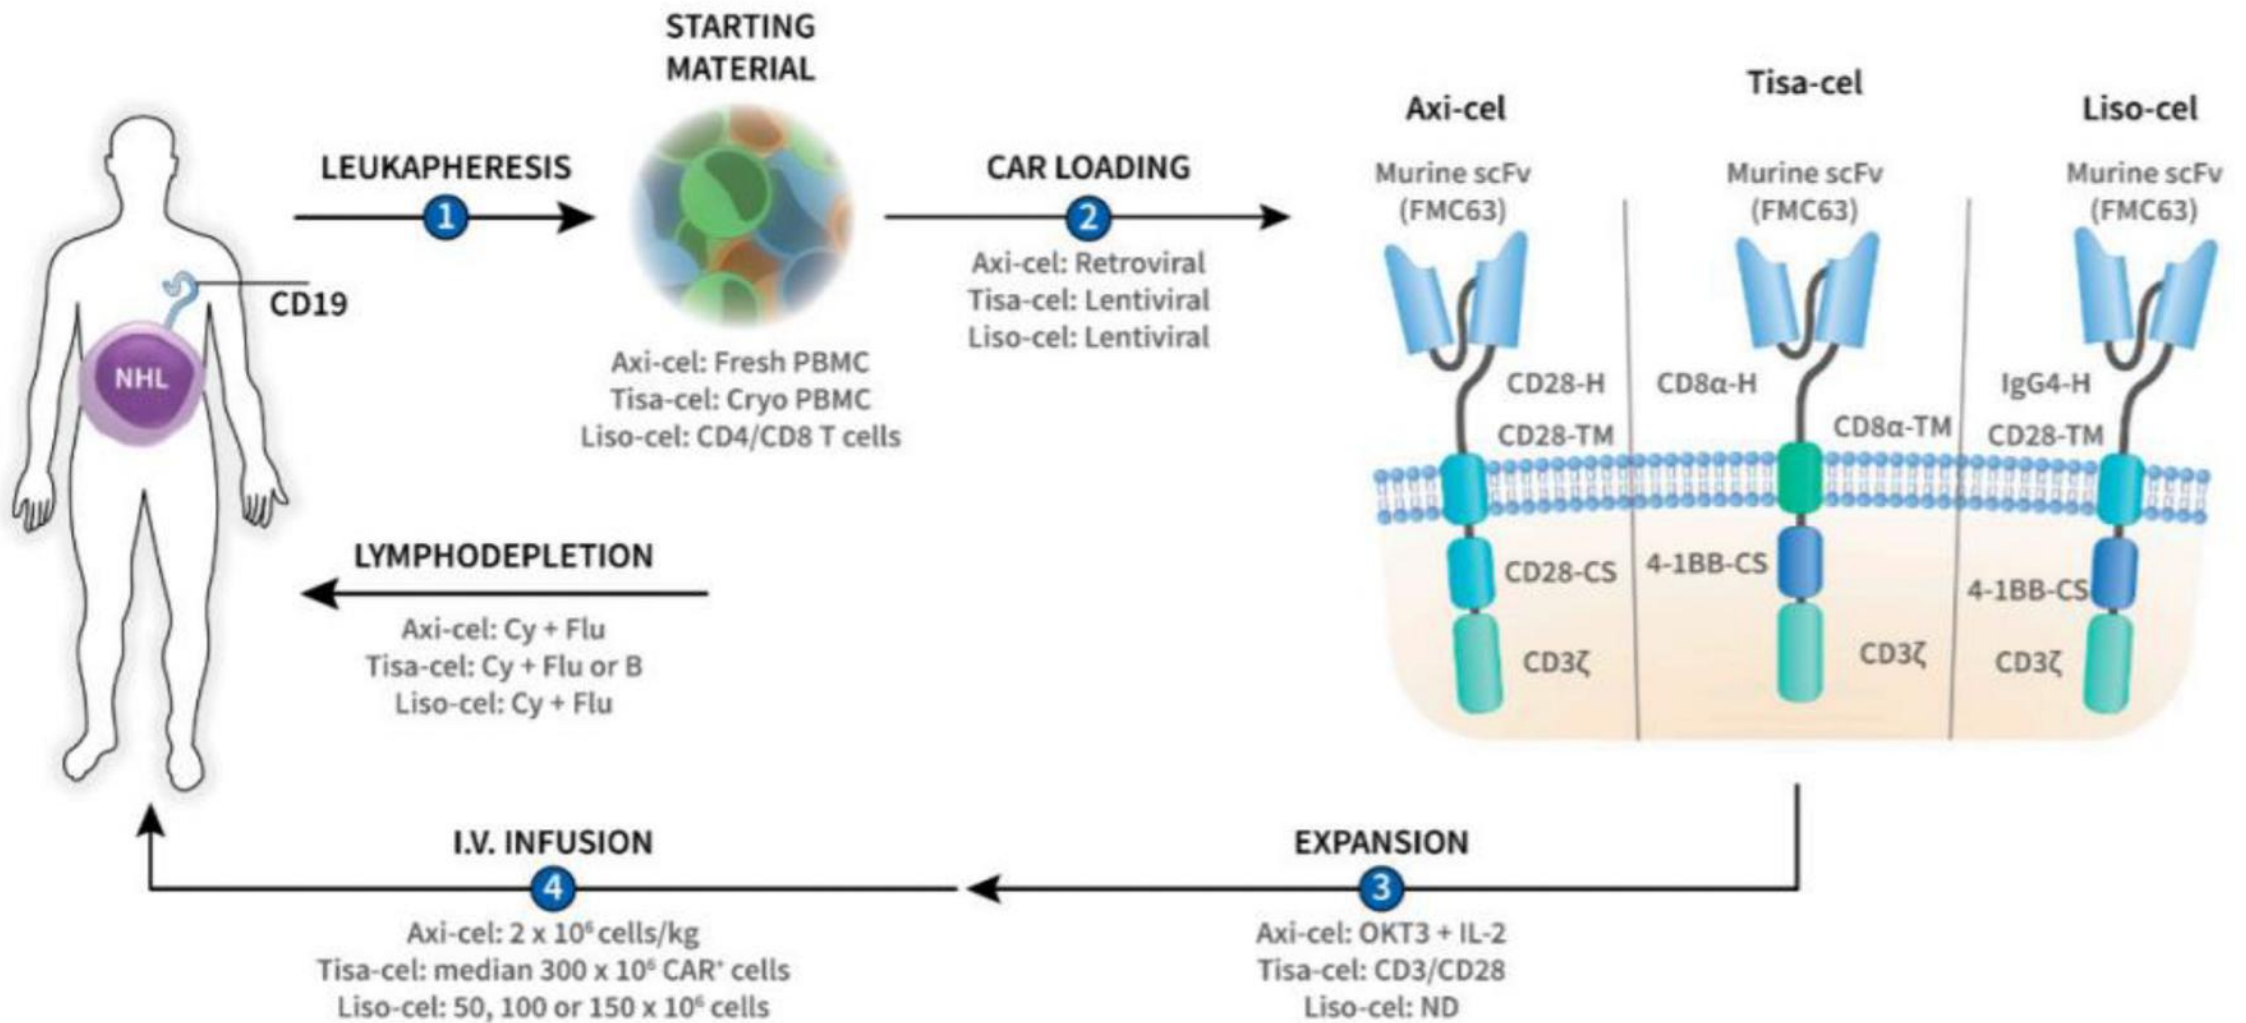 STARTING
MATERIAL
LEUKAPHERESIS
1
Axi-cel: Fresh PBMC
Tisa-cel: Cryo PBMC
Liso-cel: CD4/CD8 T cells
CAR LOADING
2
Axi-cel: Retroviral
Tisa-cel: Lentiviral
Liso-cel: Lentiviral
CD19
NHL
Axi-cel
Murine scFv
(FMC63)
CD28-H
CD28-TM
CD28-CS
CD3ζ
Tisa-cel
Murine scFv
(FMC63)
CD8α-H
CD8α-TM
4-1BB-CS
CD3ζ
Liso-cel
Murine scFv
(FMC63)
IgG4-H
CD28-TM
4-1BB-CS
CD3ζ
LYMPHODEPLETION
Axi-cel: Cy + Flu
Tisa-cel: Cy + Flu or B
Liso-cel: Cy + Flu
EXPANSION
3
Axi-cel: OKT3 + IL-2
Tisa-cel: CD3/CD28
Liso-cel: ND
I.V. INFUSION
4
Axi-cel: 2 x 10⁶ cells/kg
Tisa-cel: median 300 x 10⁶ CAR⁺ cells
Liso-cel: 50, 100 or 150 x 10⁶ cells